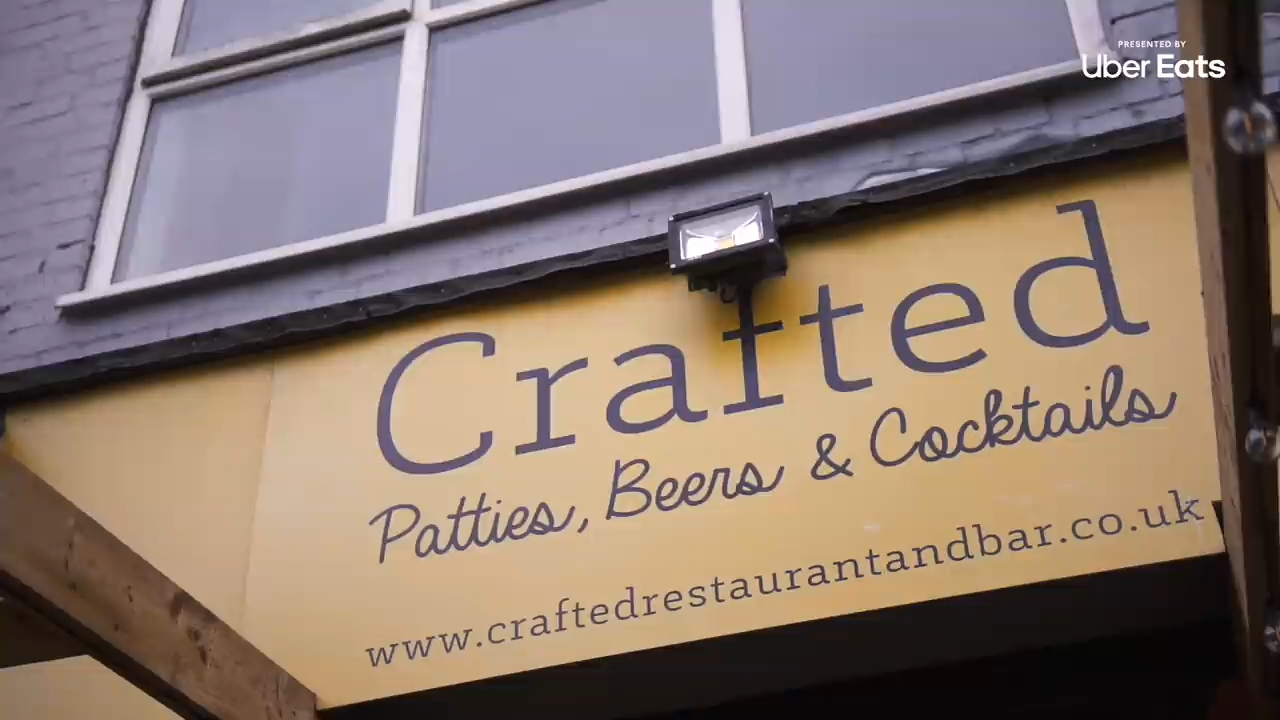 PRESENTED BY
Uber Eats
Crafted
Patties, Beers & Cocktails
www.craftedrestaurantandbar.co.uk